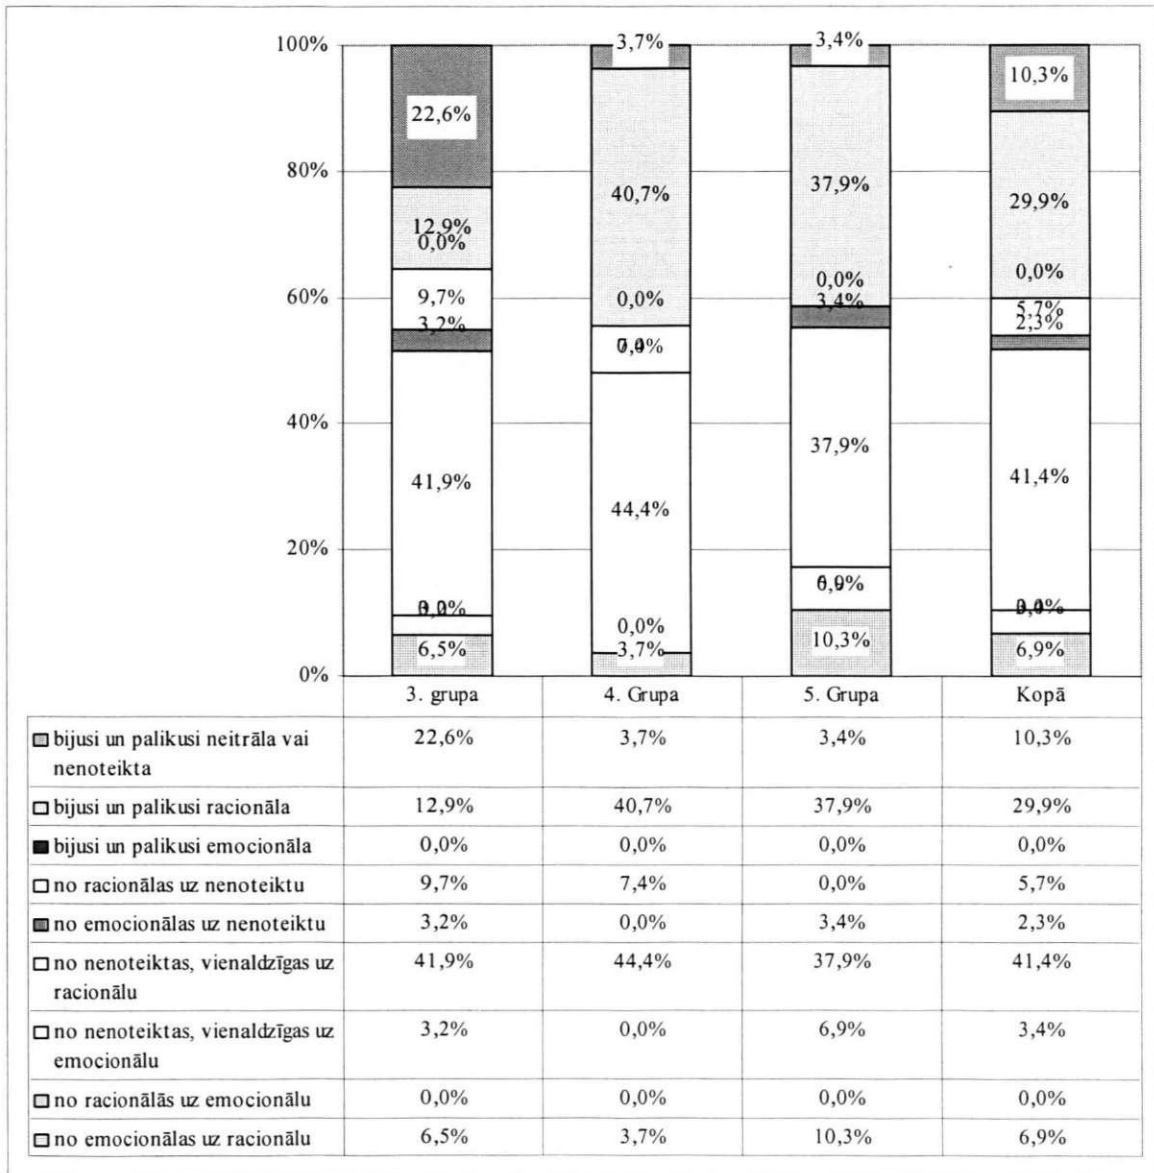 100%
3,7%
3,4%
10,3%
22,6%
80%
40,7%
37,9%
29,9%
12,9%
0,0%
0,0%
0,0%
60%
9,7%
0,0%
3,4%
5,7%
3,2%
2,3%
40%
41,9%
44,4%
37,9%
41,4%
20%
0,0%
6,5%
3,7%
10,3%
6,9%
0%
3. grupa 4. Grupa 5. Grupa Kopā
bijusi un palikusi neitrāla vai 22,6% 3,7% 3,4% 10,3%
nenoteikta
bijusi un palikusi racionāla 12,9% 40,7% 37,9% 29,9%
bijusi un palikusi emocionāla 0,0% 0,0% 0,0% 0,0%
no racionālas uz nenoteiktu 9,7% 7,4% 0,0% 5,7%
no emocionālas uz nenoteiktu 3,2% 0,0% 3,4% 2,3%
no nenoteiktas, vienaldzīgas uz 41,9% 44,4% 37,9% 41,4%
racionālu
no nenoteiktas, vienaldzīgas uz 3,2% 0,0% 6,9% 3,4%
emocionālu
no racionālās uz emocionālu 0,0% 0,0% 0,0% 0,0%
no emocionālas uz racionālu 6,5% 3,7% 10,3% 6,9%